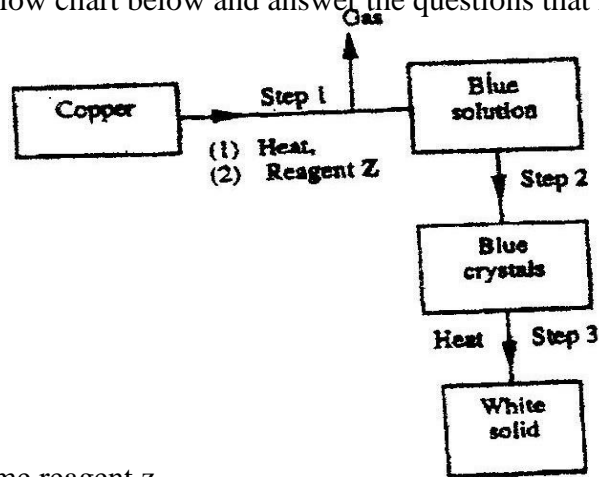 low chart below and answer the questions that
Gas
Copper
Step 1
(1) Heat,
(2) Reagent Z
Blue
solution
Step 2
Blue
crystals
Heat Step 3
White
solid
me reagent z